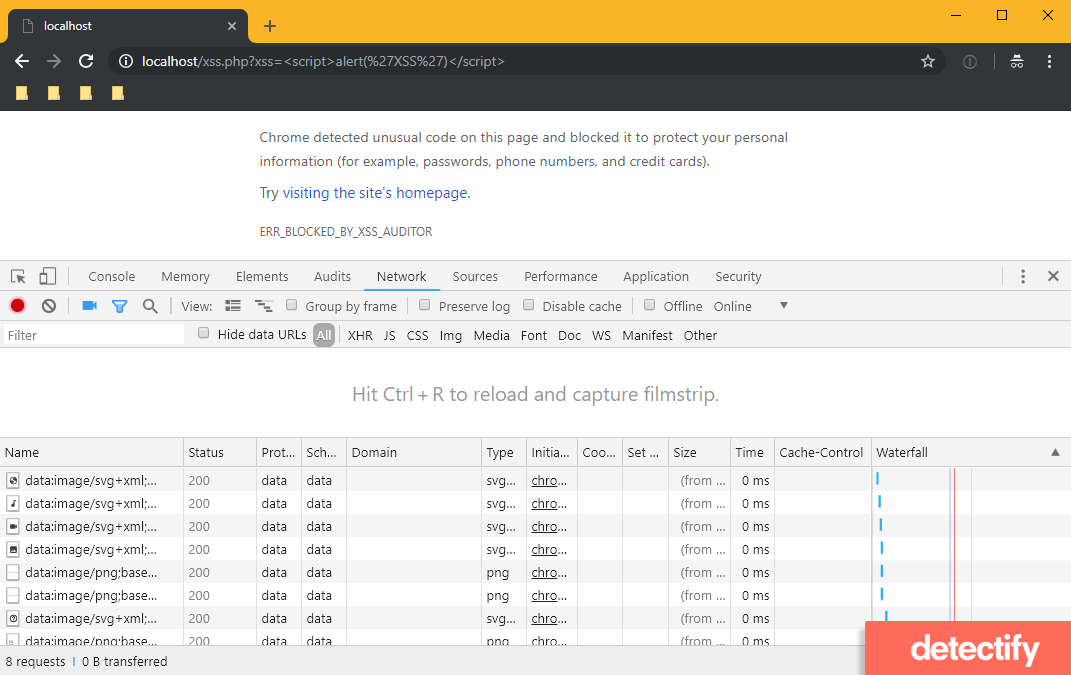 localhost
localhost/xss.php?xss=<script>alert(%27XSS%27)</script>
Chrome detected unusual code on this page and blocked it to protect your personal
information (for example, passwords, phone numbers, and credit cards).
Try visiting the site's homepage.
ERR_BLOCKED_BY_XSS_AUDITOR
Console Memory Elements Audits Network Sources Performance Application Security
View: Group by frame Preserve log Disable cache Offline Online
Filter Hide data URLs All XHR JS CSS Img Media Font Doc WS Manifest Other
Hit Ctrl + R to reload and capture filmstrip.
Name Status Prot... Sch... Domain Type Initia... Coo... Set ... Size Time Cache-Control Waterfall
data:image/svg+xml;... 200 data data svg... chro... (from ... 0 ms
data:image/svg+xml;... 200 data data svg... chro... (from ... 0 ms
data:image/svg+xml;... 200 data data svg... chro... (from ... 0 ms
data:image/svg+xml;... 200 data data svg... chro... (from ... 0 ms
data:image/png;base... 200 data data png chro... (from ... 0 ms
data:image/png;base... 200 data data png chro... (from ... 0 ms
data:image/svg+xml;... 200 data data svg... chro... (from ... 0 ms
data:image/png;base... 200 data data png chro... (from ... 0 ms
8 requests 0 B transferred
detectify